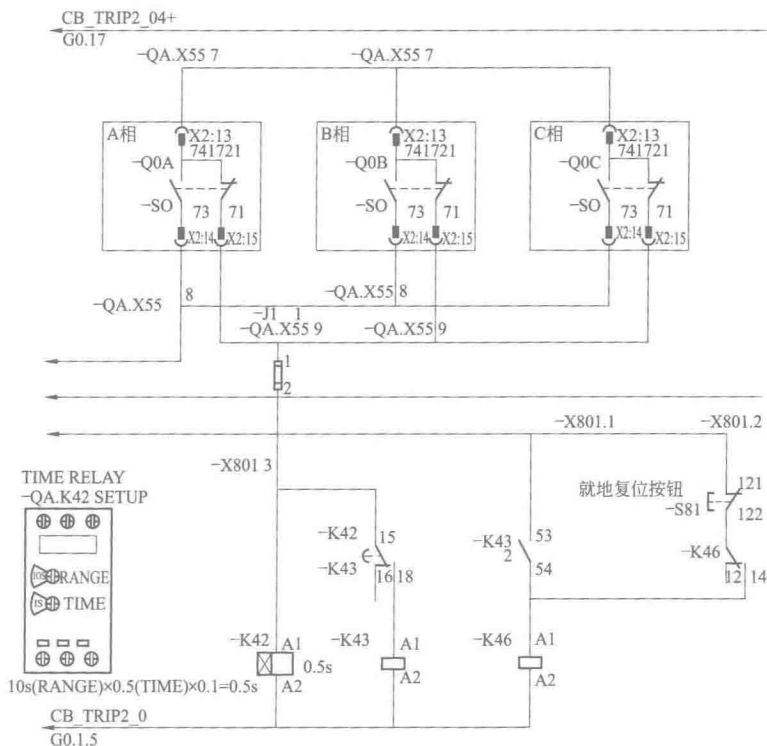 CB_TRIP2_04+
G0.17
-QA.X55 7
-QA.X55 7
A相
X2:13
741721
-Q0A
-SO
73
71
X2:14
X2:15
B相
X2:13
741721
-Q0B
-SO
73
71
X2:14
X2:15
C相
X2:13
741721
-Q0C
-SO
73
71
X2:14
X2:15
-QA.X55
8
-QA.X55 8
-J1 1
-QA.X55 9
-QA.X55 9
1
2
-X801.1
-X801.2
-X801 3
TIME RELAY
-QA.K42 SETUP
10S
RANGE
1S
TIME
10s(RANGE)×0.5(TIME)×0.1=0.5s
-K42
15
-K43
16
18
-K43
2
53
54
就地复位按钮
-S81
121
122
-K46
12
14
-K42
A1
0.5s
A2
-K43
A1
A2
-K46
A1
A2
CB_TRIP2_0
G0.1.5